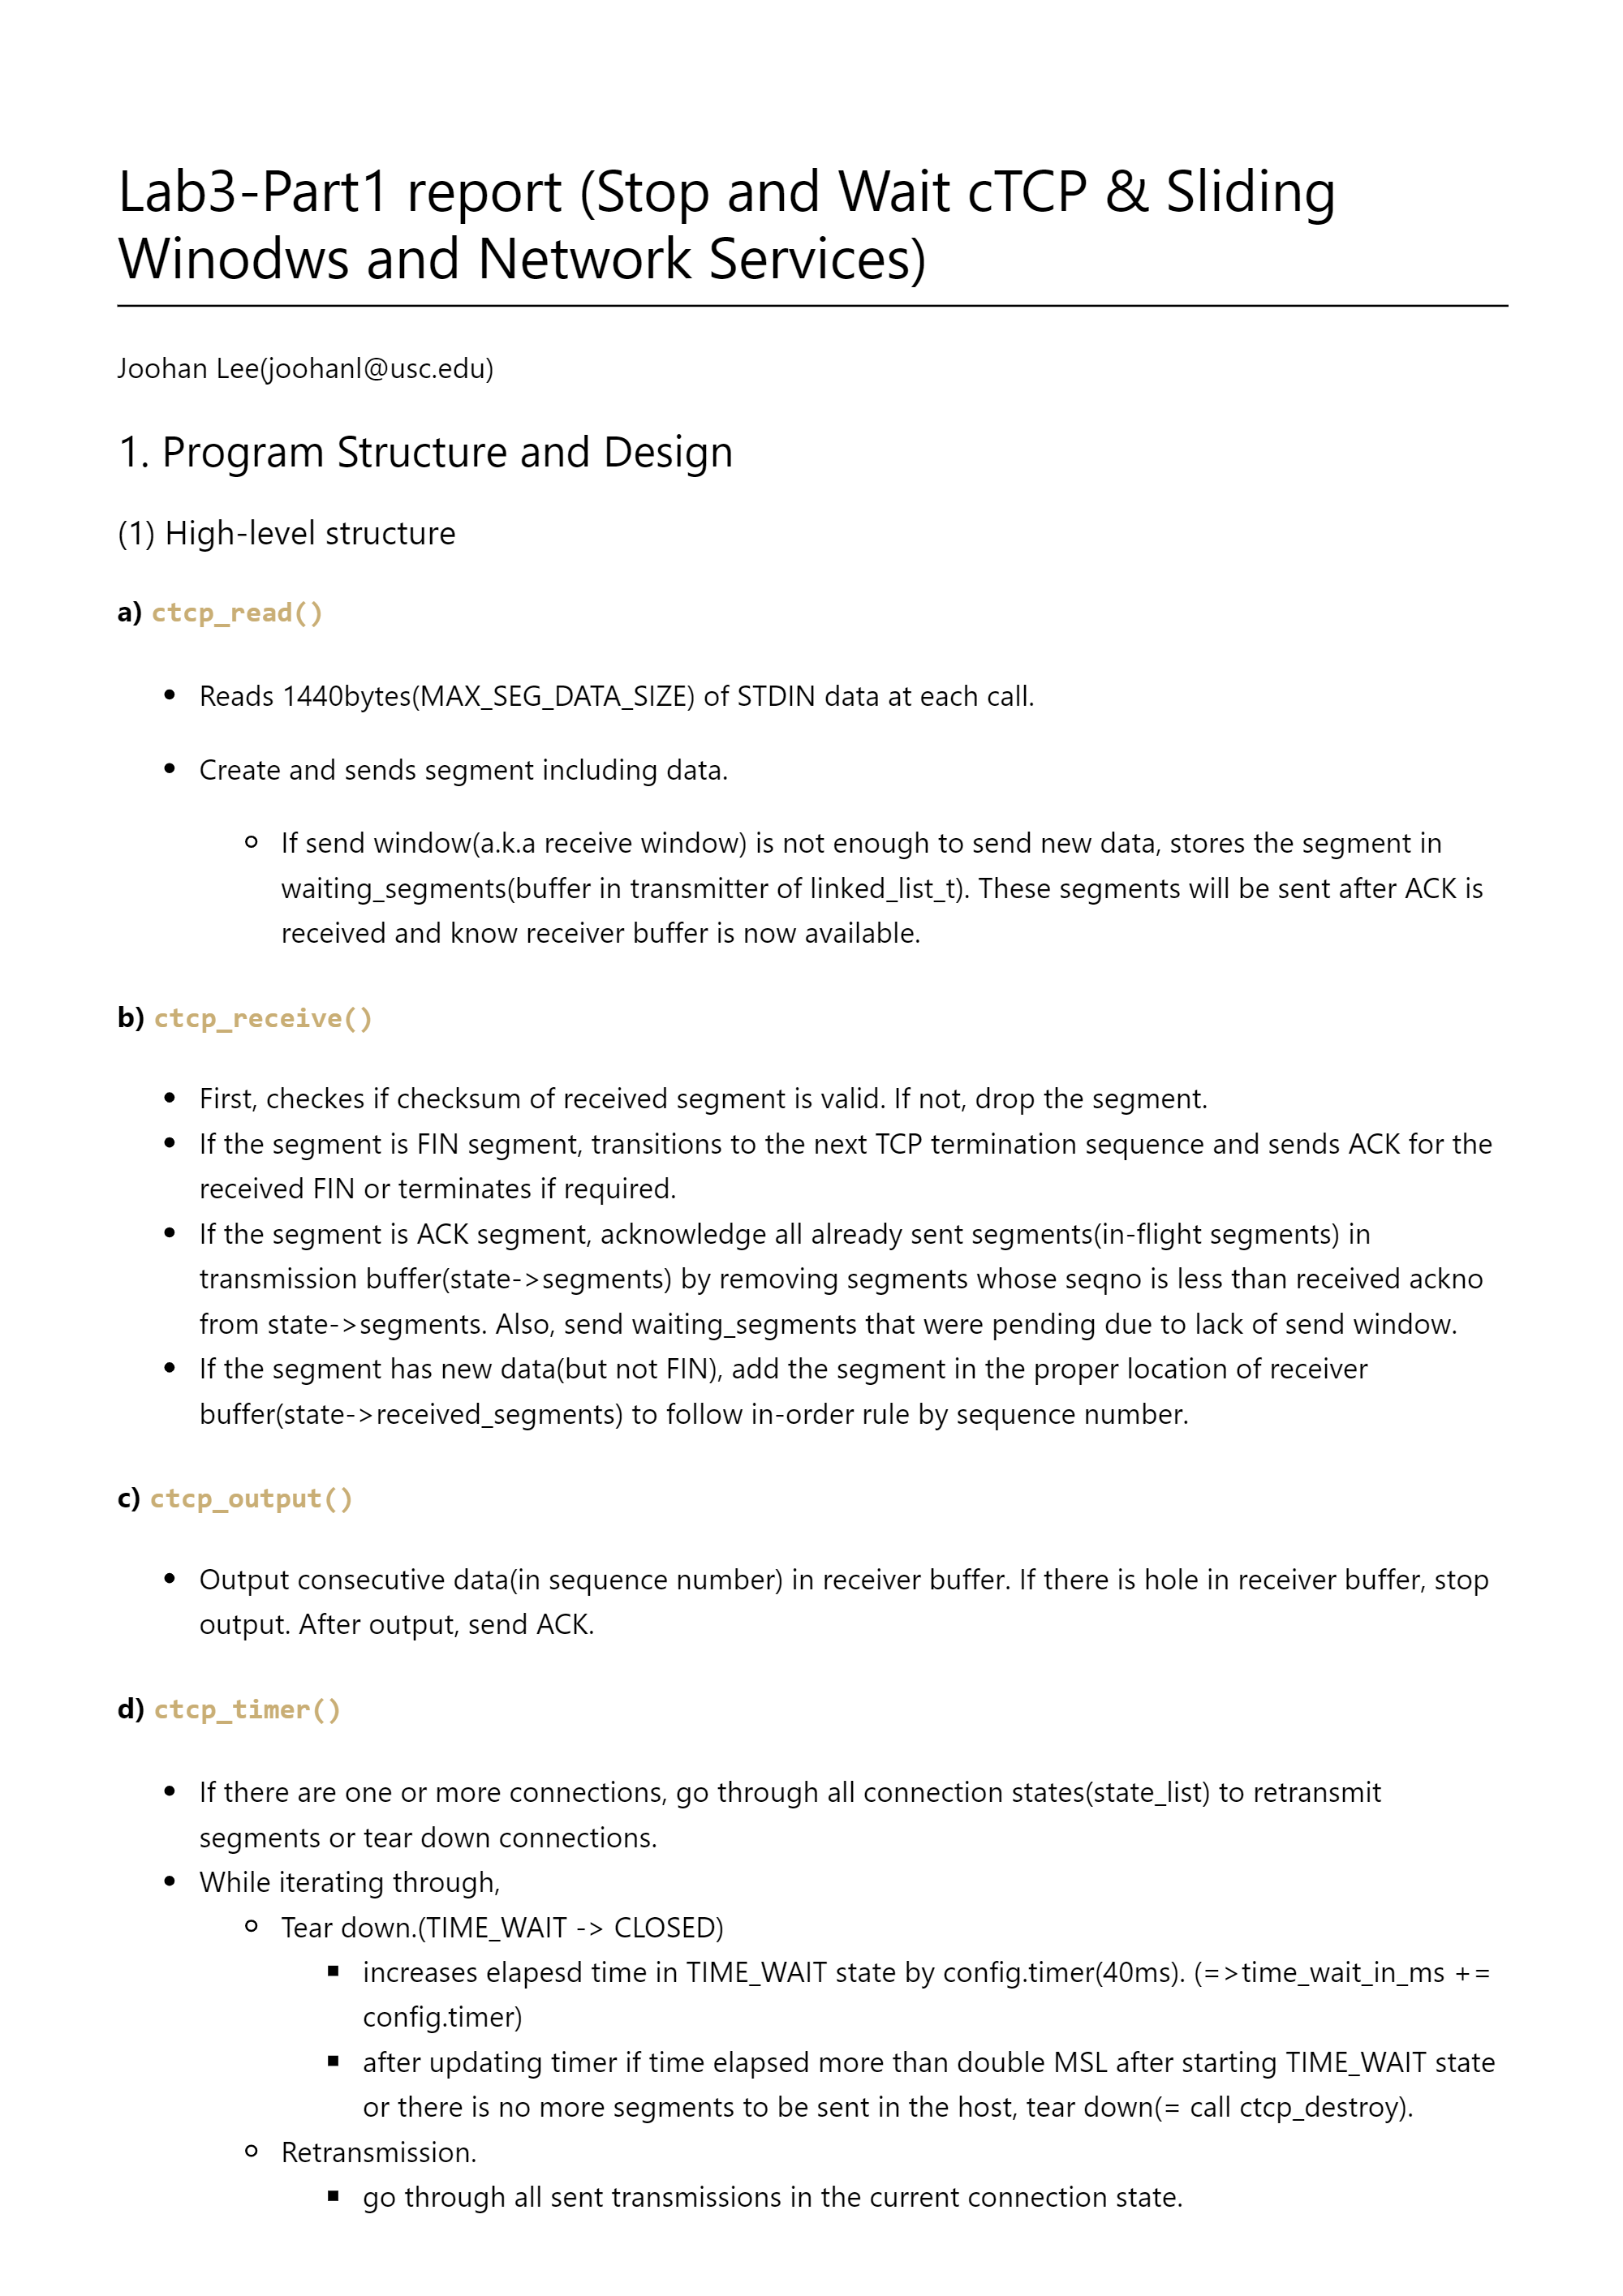 Lab3-Part1 report (Stop and Wait cTCP & Sliding
Winodws and Network Services)
Joohan Lee(joohanl@usc.edu)
1. Program Structure and Design
(1) High-level structure
a) ctcp_read()
• Reads 1440bytes(MAX_SEG_DATA_SIZE) of STDIN data at each call.
• Create and sends segment including data.
◦ If send window(a.k.a receive window) is not enough to send new data, stores the segment in
waiting_segments(buffer in transmitter of linked_list_t). These segments will be sent after ACK is
received and know receiver buffer is now available.
b) ctcp_receive()
• First, checkes if checksum of received segment is valid. If not, drop the segment.
• If the segment is FIN segment, transitions to the next TCP termination sequence and sends ACK for the
received FIN or terminates if required.
• If the segment is ACK segment, acknowledge all already sent segments(in-flight segments) in
transmission buffer(state->segments) by removing segments whose seqno is less than received ackno
from state->segments. Also, send waiting_segments that were pending due to lack of send window.
• If the segment has new data(but not FIN), add the segment in the proper location of receiver
buffer(state->received_segments) to follow in-order rule by sequence number.
c) ctcp_output()
• Output consecutive data(in sequence number) in receiver buffer. If there is hole in receiver buffer, stop
output. After output, send ACK.
d) ctcp_timer()
• If there are one or more connections, go through all connection states(state_list) to retransmit
segments or tear down connections.
• While iterating through,
◦ Tear down.(TIME_WAIT -> CLOSED)
▪ increases elapesd time in TIME_WAIT state by config.timer(40ms). (=>time_wait_in_ms +=
config.timer)
▪ after updating timer if time elapsed more than double MSL after starting TIME_WAIT state
or there is no more segments to be sent in the host, tear down(= call ctcp_destroy).
◦ Retransmission.
▪ go through all sent transmissions in the current connection state.